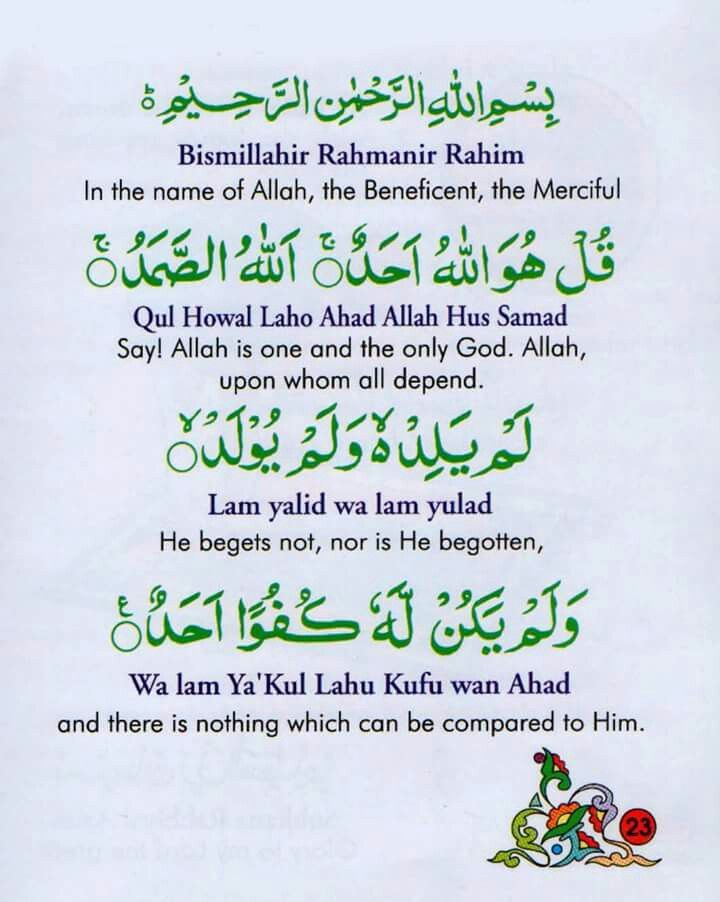 بِسْمِ اللهِ الرَّحْمٰنِ الرَّحِيْمِ ؕ
Bismillahir Rahmanir Rahim
In the name of Allah, the Beneficent, the Merciful
قُلْ هُوَ اللهُ اَحَدٌ ۚ○ اَللهُ الصَّمَدُ ۚ○
Qul Howal Laho Ahad Allah Hus Samad
Say! Allah is one and the only God. Allah,
upon whom all depend.
لَمْ يَلِدْ ەۙ وَلَمْ يُوْلَدْ ۙ○
Lam yalid wa lam yulad
He begets not, nor is He begotten,
وَلَمْ يَكُنْ لَّهٗ كُفُوًا اَحَدٌ ○ۧ
Wa lam Ya'Kul Lahu Kufu wan Ahad
and there is nothing which can be compared to Him.
23